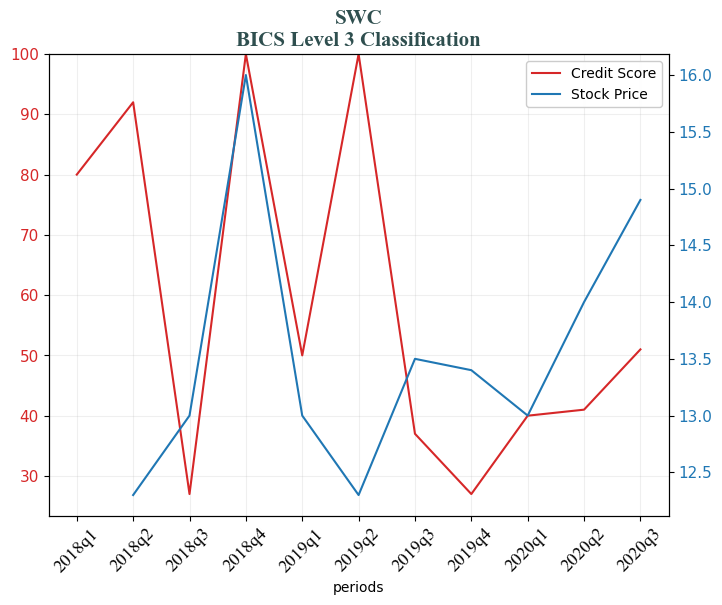 SWC
BICS Level 3 Classification
Credit Score
Stock Price
100
90
80
70
60
50
40
30
16.0
15.5
15.0
14.5
14.0
13.5
13.0
12.5
2018q1
2018q2
2018q3
2018q4
2019q1
2019q2
2019q3
2019q4
2020q1
2020q2
2020q3
periods